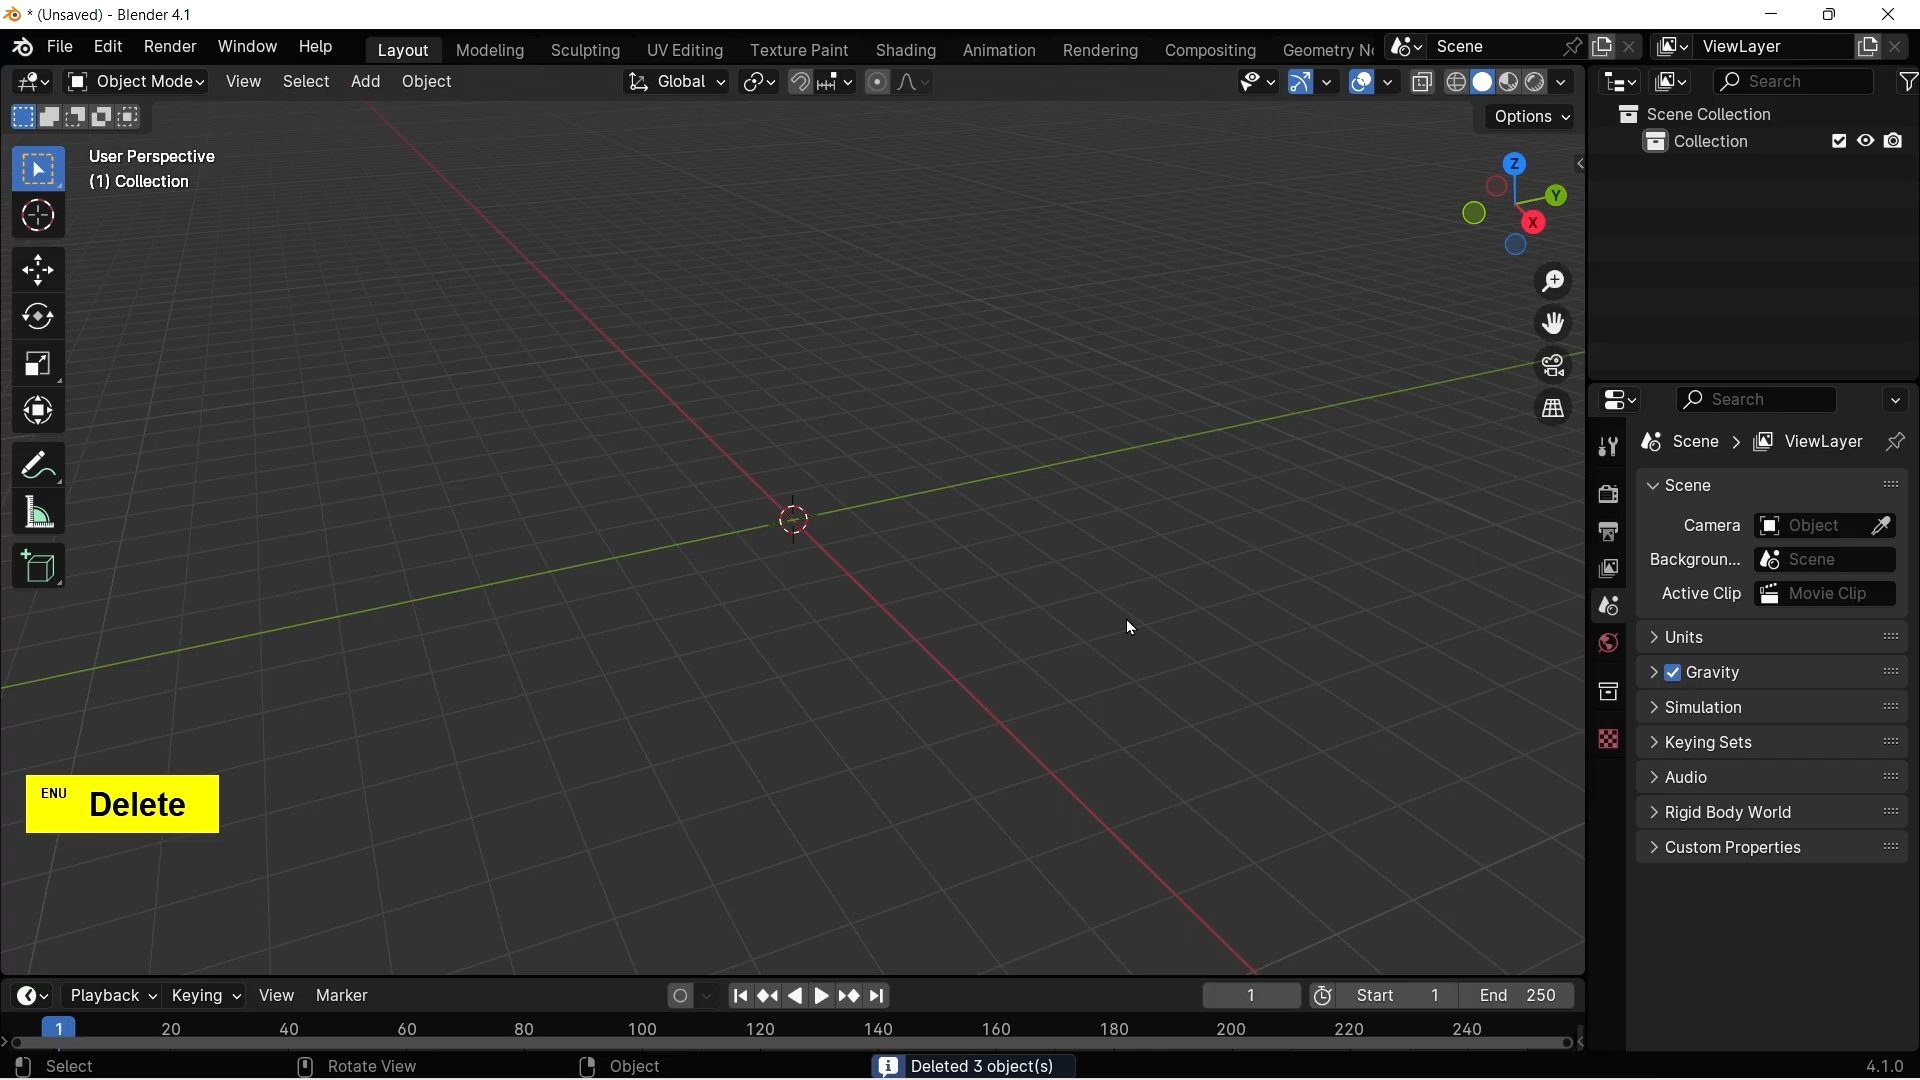 * (Unsaved) - Blender 4.1
File Edit Render Window Help Layout Modeling Sculpting UV Editing Texture Paint Shading Animation Rendering Compositing Geometry No Scene ViewLayer
Object Mode View Select Add Object Global Search
Options
Scene Collection
Collection
User Perspective
(1) Collection
Z
Y
X
Search
Scene ViewLayer
Scene
Camera Object
Backgroun... Scene
Active Clip Movie Clip
Units
Gravity
Simulation
Keying Sets
Audio
Rigid Body World
Custom Properties
ENU Delete
Playback Keying View Marker 1 Start 1 End 250
1 20 40 60 80 100 120 140 160 180 200 220 240
Select Rotate View Object Deleted 3 object(s) 4.1.0